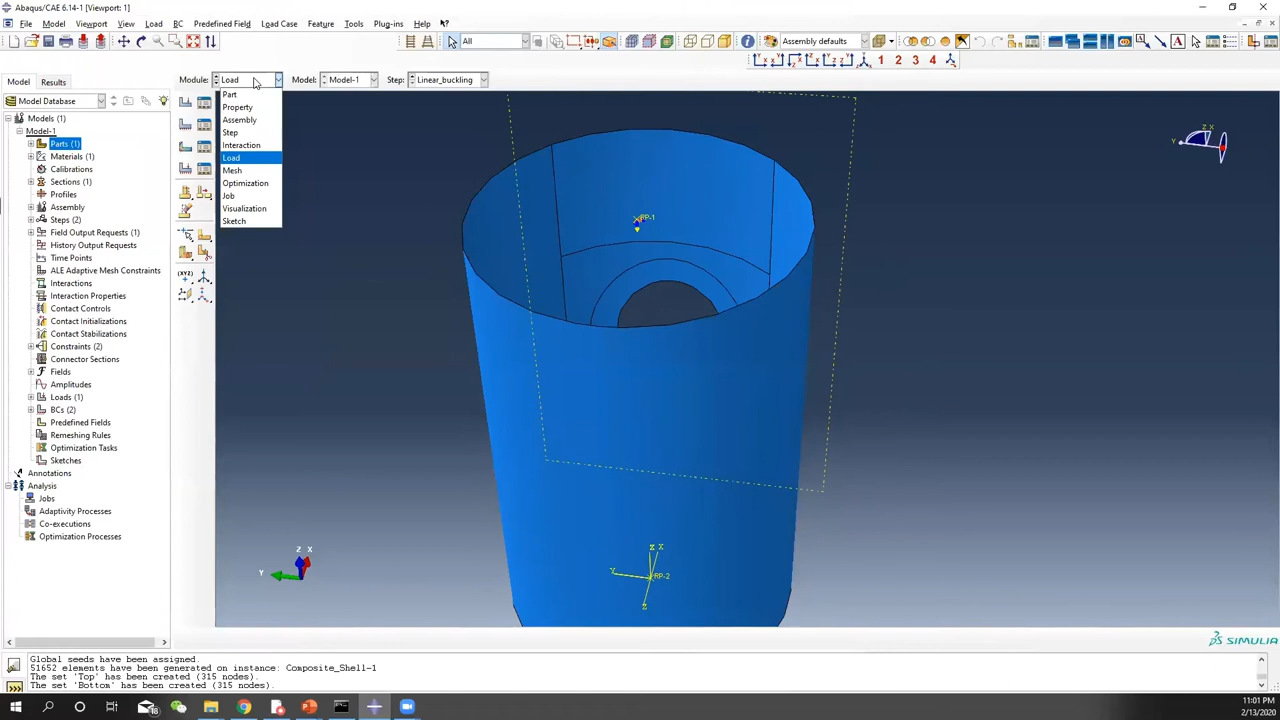 Abaqus/CAE 6.14-1 [Viewport: 1]
File Model Viewport View Load BC Predefined Field Load Case Feature Tools Plug-ins Help
All
Assembly defaults
1 2 3 4
Model Results
Module: Load Model: Model-1 Step: Linear_buckling
Model Database
Part
Property
Assembly
Step
Interaction
Load
Mesh
Optimization
Job
Visualization
Sketch
Models (1)
Model-1
Parts (1)
Materials (1)
Calibrations
Sections (1)
Profiles
Assembly
Steps (2)
Field Output Requests (1)
History Output Requests
Time Points
ALE Adaptive Mesh Constraints
Interactions
Interaction Properties
Contact Controls
Contact Initializations
Contact Stabilizations
Constraints (2)
Connector Sections
Fields
Amplitudes
Loads (1)
BCs (2)
Predefined Fields
Remeshing Rules
Optimization Tasks
Sketches
Annotations
Analysis
Jobs
Adaptivity Processes
Co-executions
Optimization Processes
RP-1
Z X
Y
Z X
Y
RP-2
Z
Z X
Y
SIMULIA
Global seeds have been assigned.
51652 elements have been generated on instance: Composite_Shell-1
The set 'Top' has been created (315 nodes).
The set 'Bottom' has been created (315 nodes).
11:01 PM
2/13/2020